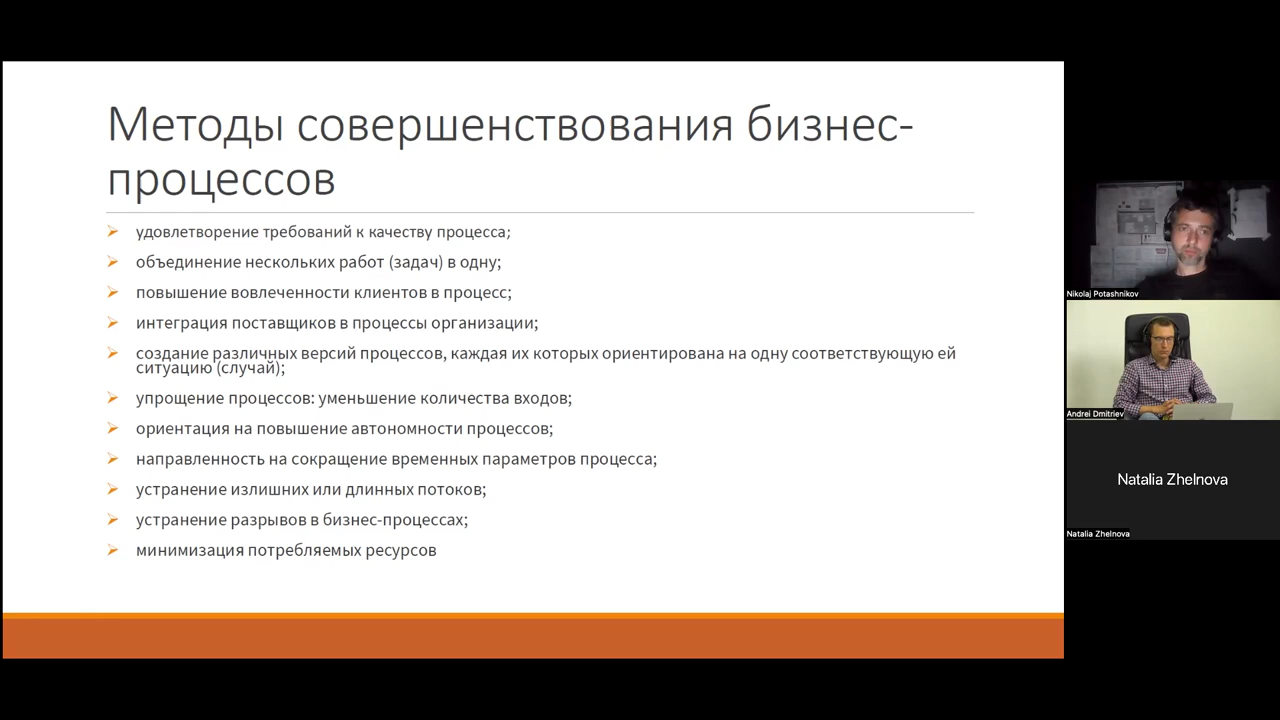 Методы совершенствования бизнес-
процессов
удовлетворение требований к качеству процесса;
объединение нескольких работ (задач) в одну;
повышение вовлеченности клиентов в процесс;
интеграция поставщиков в процессы организации;
создание различных версий процессов, каждая их которых ориентирована на одну соответствующую ей
ситуацию (случай);
упрощение процессов: уменьшение количества входов;
ориентация на повышение автономности процессов;
направленность на сокращение временных параметров процесса;
устранение излишних или длинных потоков;
устранение разрывов в бизнес-процессах;
минимизация потребляемых ресурсов
Nikolaj Potashnikov
Andrei Dmitriev
Natalia Zhelnova
Natalia Zhelnova